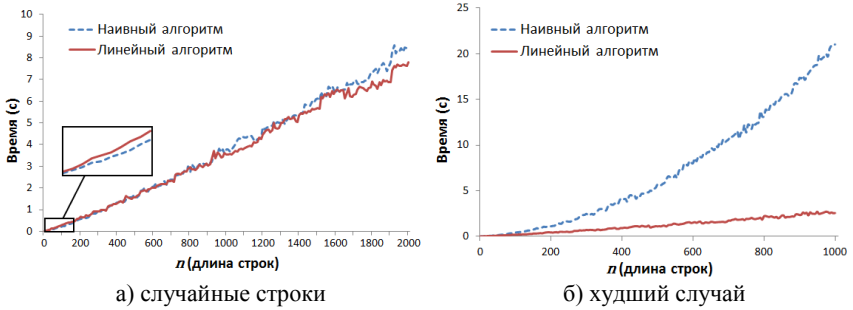 Наивный алгоритм
Линейный алгоритм
Время (с)
10
9
8
7
6
5
4
3
2
1
0
0 200 400 600 800 1000 1200 1400 1600 1800 2000
n (длина строк)
а) случайные строки
Наивный алгоритм
Линейный алгоритм
Время (с)
25
20
15
10
5
0
0 200 400 600 800 1000
n (длина строк)
б) худший случай